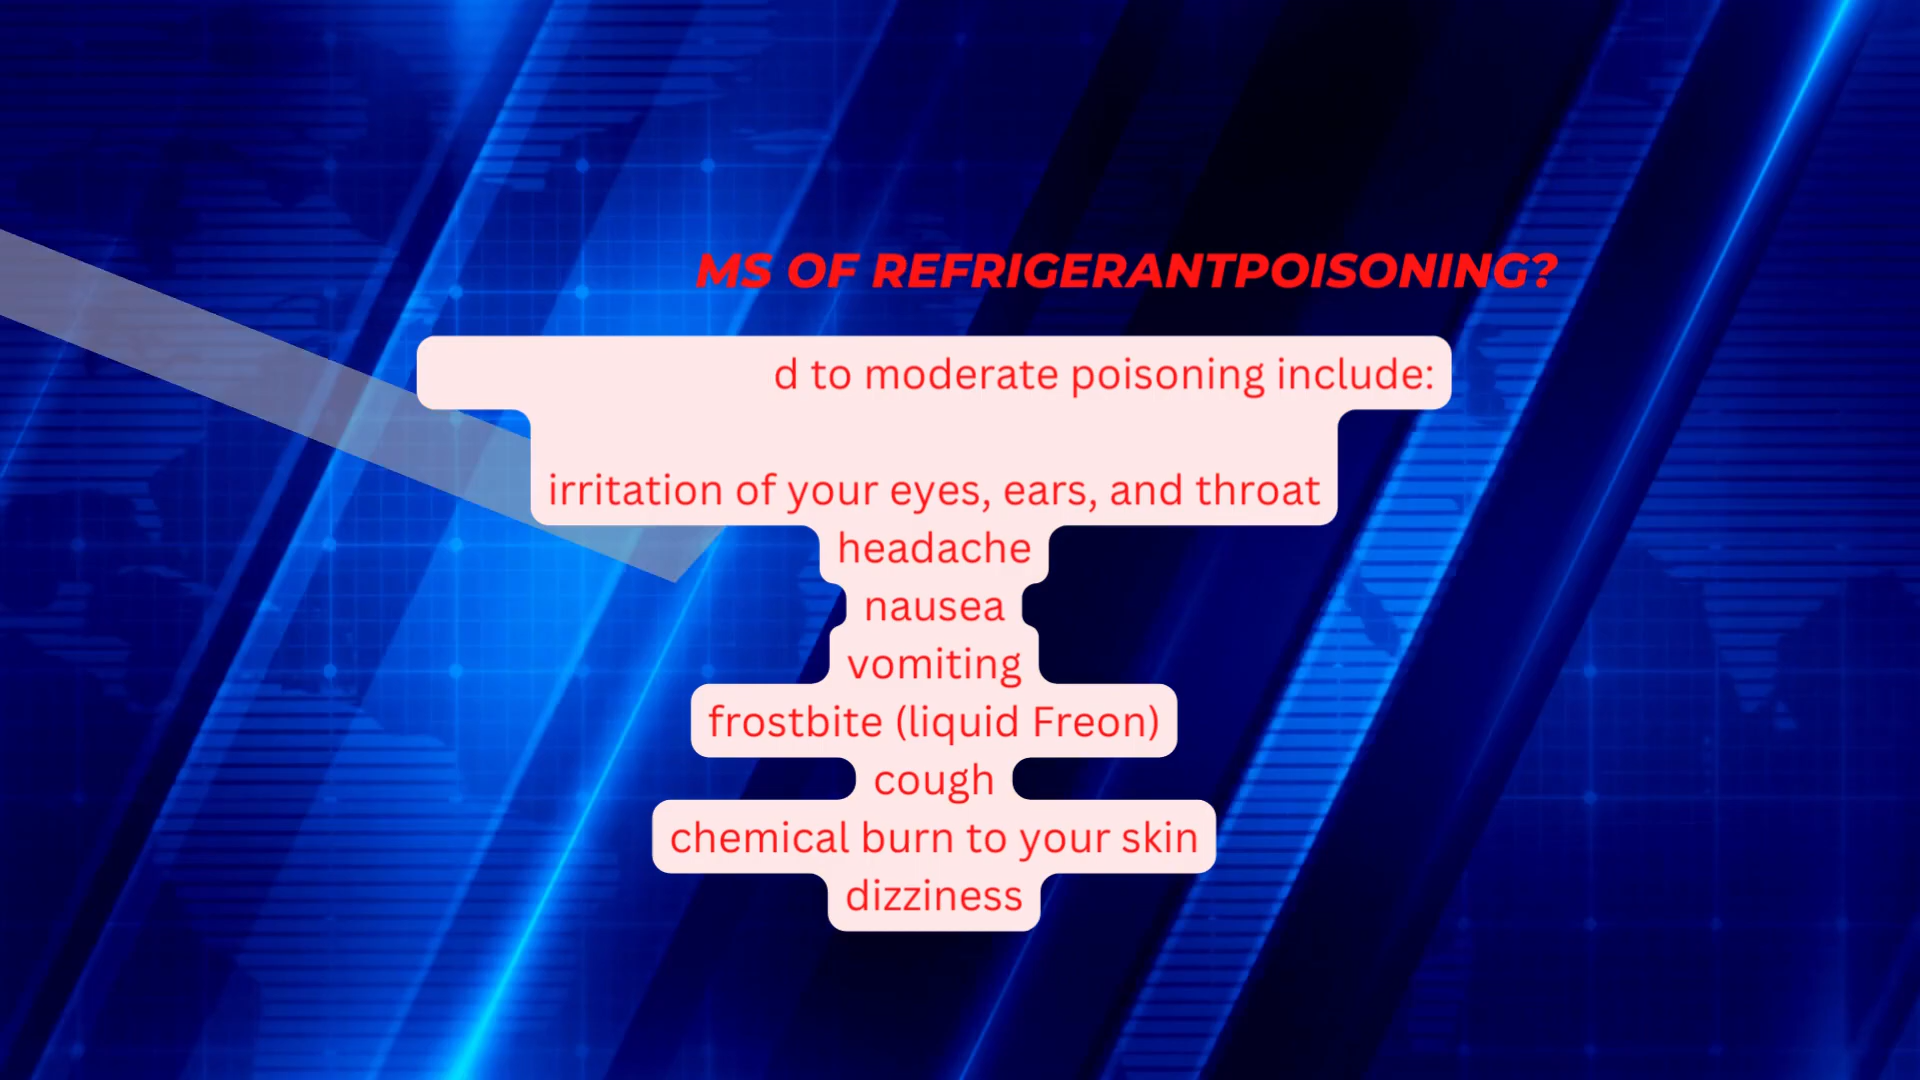 MS OF REFRIGERANTPOISONING?
d to moderate poisoning include:
irritation of your eyes, ears, and throat
headache
nausea
vomiting
frostbite (liquid Freon)
cough
chemical burn to your skin
dizziness